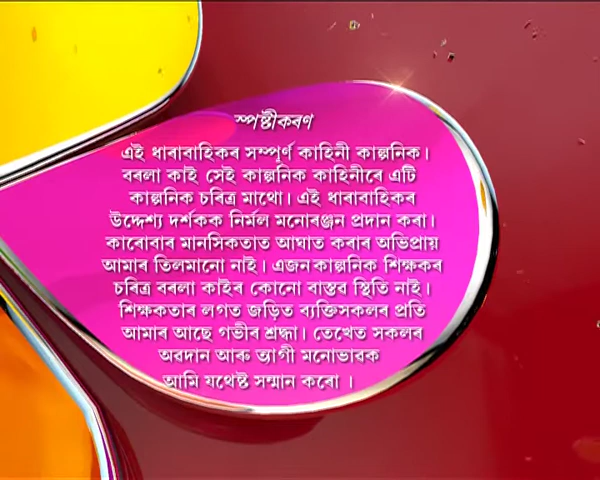 স্পষ্টীকৰণ
এই ধাৰাবাহিকৰ সম্পূৰ্ণ কাহিনী কাল্পনিক।
বৰলা কাই সেই কাল্পনিক কাহিনীৰে এটি
কাল্পনিক চৰিত্ৰ মাথো। এই ধাৰাবাহিকৰ
উদ্দেশ্য দৰ্শকক নিৰ্মল মনোৰঞ্জন প্ৰদান কৰা।
কাৰোবাৰ মানসিকতাত আঘাত কৰাৰ অভিপ্ৰায়
আমাৰ তিলমানো নাই। এজন কাল্পনিক শিক্ষকৰ
চৰিত্ৰ বৰলা কাইৰ কোনো বাস্তৱ স্থিতি নাই।
শিক্ষকতাৰ লগত জড়িত ব্যক্তিসকলৰ প্ৰতি
আমাৰ আছে গভীৰ শ্ৰদ্ধা। তেখেত সকলৰ
অৱদান আৰু ত্যাগী মনোভাৱক
আমি যথেষ্ট সন্মান কৰো ।